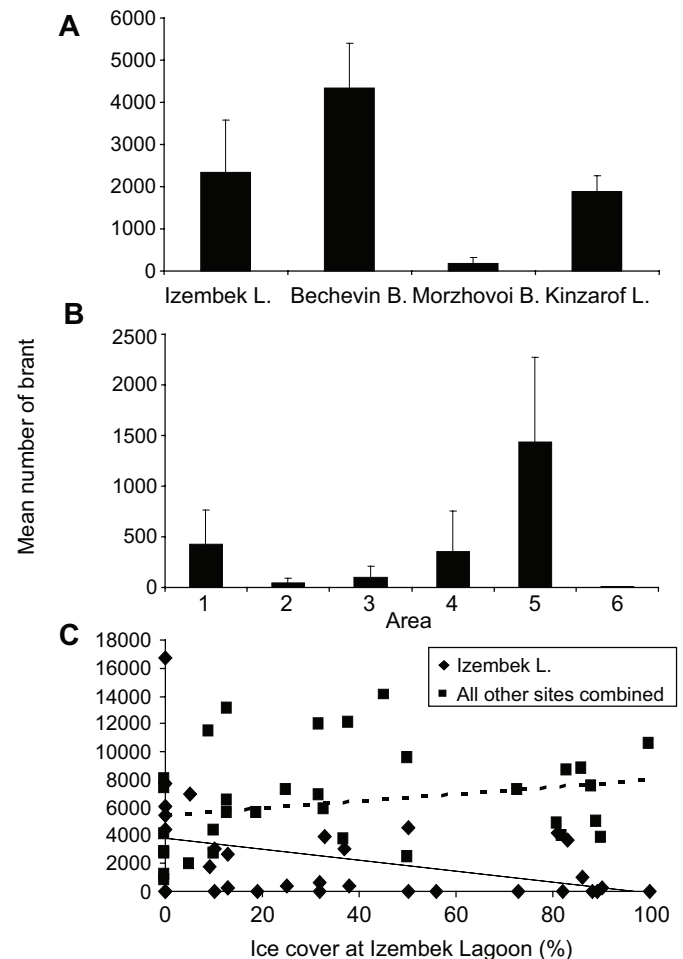 A
6000
5000
4000
3000
2000
1000
0
Izembek L. Bechevin B. Morzhovoi B. Kinzarof L.
Mean number of brant
B
2500
2000
1500
1000
500
0
1 2 3 4 5 6
Area
C
18000
16000
14000
12000
10000
8000
6000
4000
2000
0
Izembek L.
All other sites combined
0 20 40 60 80 100
Ice cover at Izembek Lagoon (%)